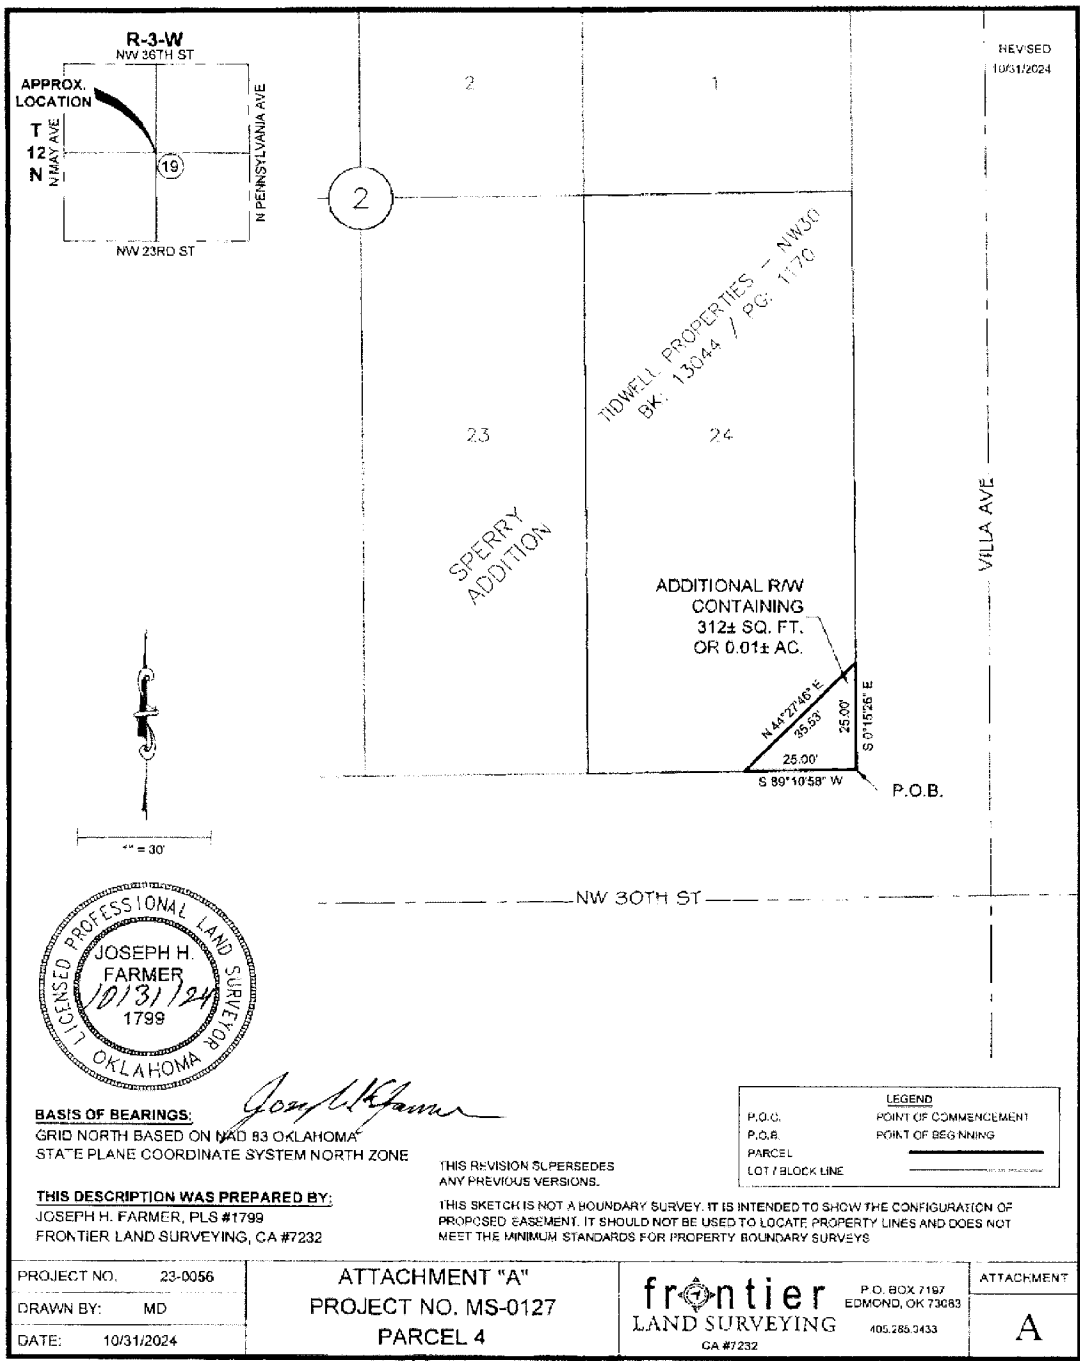 R-3-W
NW 36TH ST
APPROX.
LOCATION
T
12
N
N MAY AVE
N PENNSYLVANIA AVE
19
NW 23RD ST
REVISED
10/31/2024
2
1
2
TIDWELL PROPERTIES – NW30
BK: 13044 / PG: 1170
23
24
SPERRY
ADDITION
VILLA AVE
ADDITIONAL R/W
CONTAINING
312± SQ. FT.
OR 0.01± AC.
N 44°27'46" E
35.53'
25.00'
S 0°15'26" E
25.00'
S 89°10'58" W
P.O.B.
1" = 30'
NW 30TH ST
LICENSED PROFESSIONAL LAND SURVEYOR
JOSEPH H.
FARMER
10/31/24
1799
OKLAHOMA
Joseph H Farmer
BASIS OF BEARINGS:
GRID NORTH BASED ON NAD 83 OKLAHOMA
STATE PLANE COORDINATE SYSTEM NORTH ZONE
THIS DESCRIPTION WAS PREPARED BY:
JOSEPH H. FARMER, PLS #1799
FRONTIER LAND SURVEYING, CA #7232
LEGEND
P.O.C. POINT OF COMMENCEMENT
P.O.B. POINT OF BEGINNING
PARCEL
LOT / BLOCK LINE
THIS REVISION SUPERSEDES
ANY PREVIOUS VERSIONS.
THIS SKETCH IS NOT A BOUNDARY SURVEY. IT IS INTENDED TO SHOW THE CONFIGURATION OF
PROPOSED EASEMENT. IT SHOULD NOT BE USED TO LOCATE PROPERTY LINES AND DOES NOT
MEET THE MINIMUM STANDARDS FOR PROPERTY BOUNDARY SURVEYS
PROJECT NO. 23-0056
DRAWN BY: MD
DATE: 10/31/2024
ATTACHMENT "A"
PROJECT NO. MS-0127
PARCEL 4
frontier
LAND SURVEYING
CA #7232
P.O. BOX 7197
EDMOND, OK 73083
405.285.0433
ATTACHMENT
A